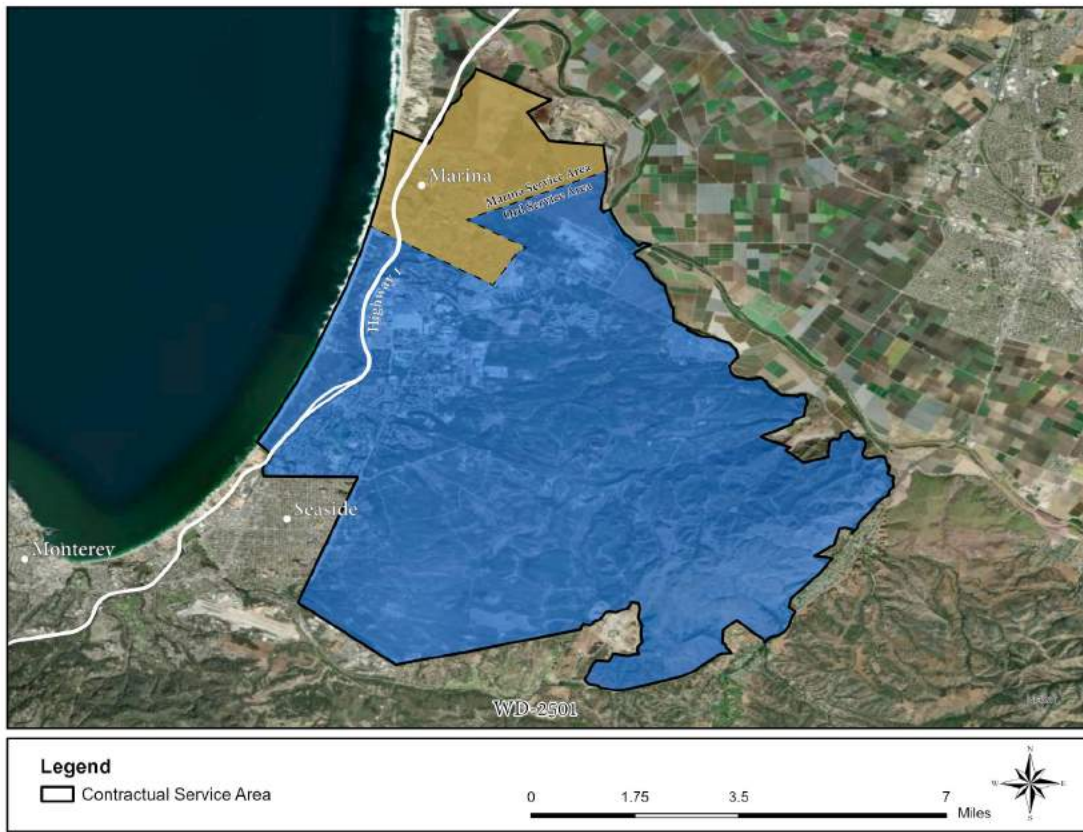 Marina
Marina Service Area
Ord Service Area
Highway 1
Seaside
Monterey
WD-2501
Legend
Contractual Service Area
0 1.75 3.5 7
Miles
N
W E
S